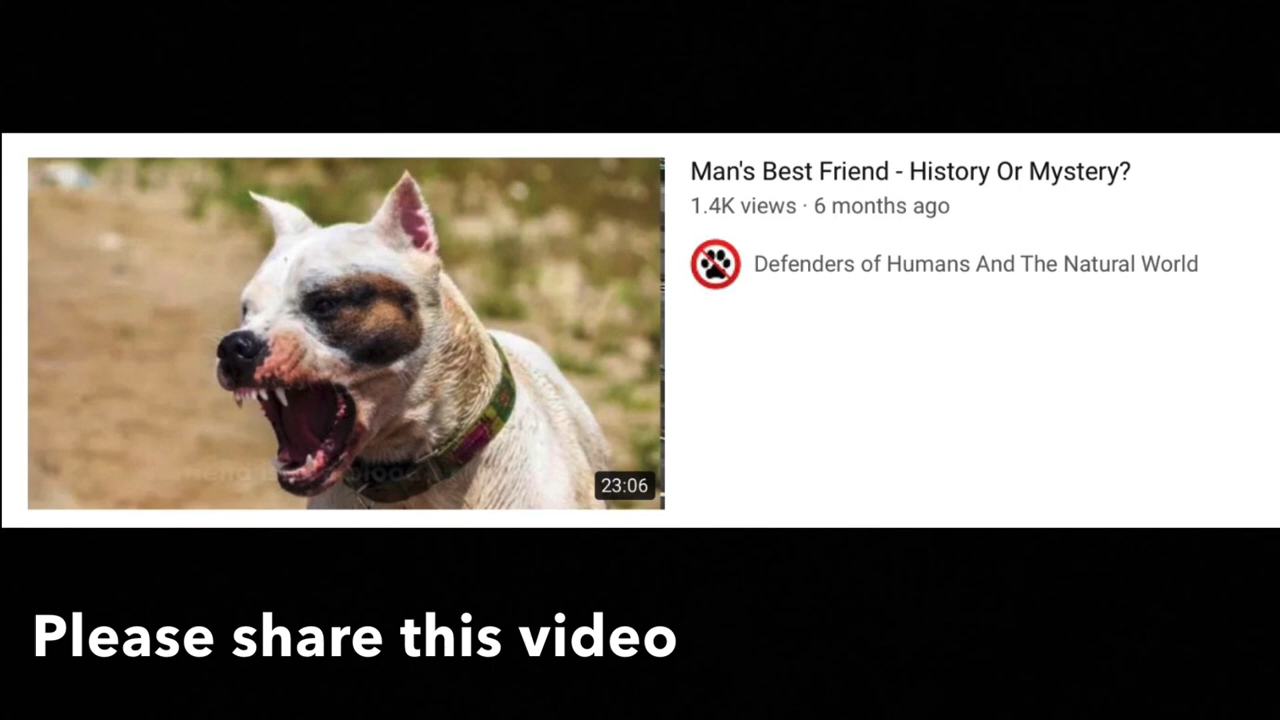 Man's Best Friend - History Or Mystery?
1.4K views · 6 months ago
Defenders of Humans And The Natural World
23:06
Please share this video